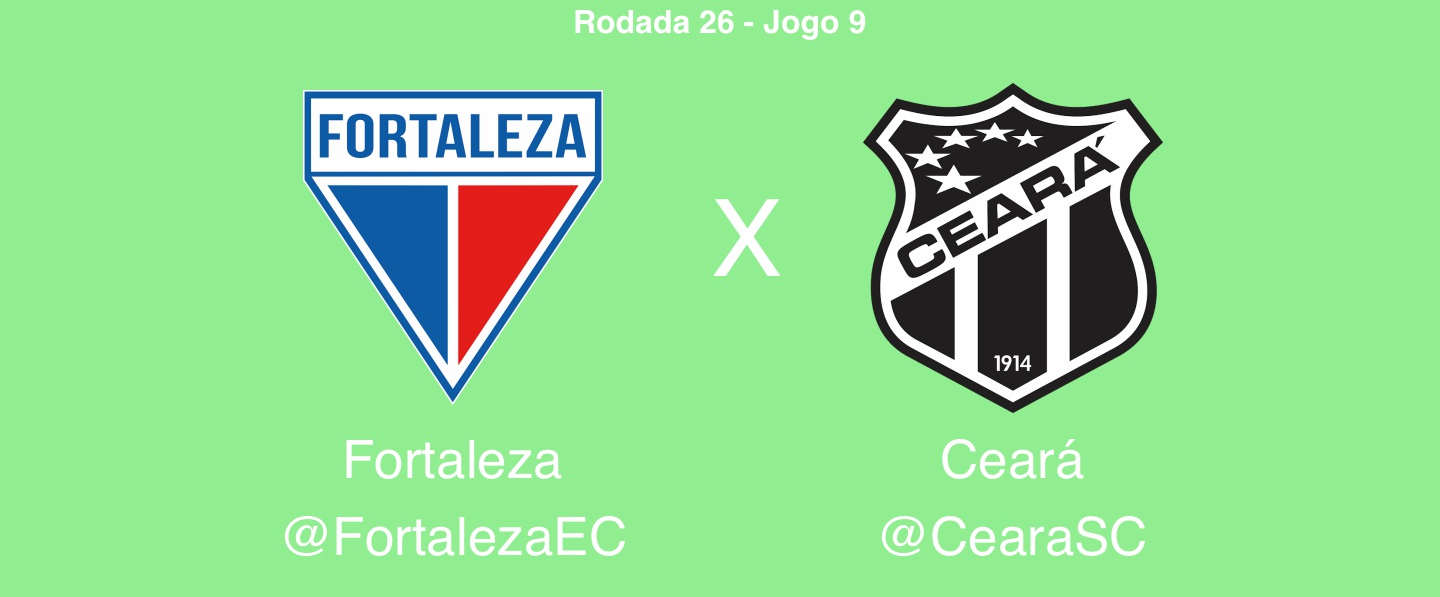 Rodada 26 - Jogo 9
FORTALEZA
X
CEARÁ
1914
Fortaleza
Ceará
@FortalezaEC
@CearaSC